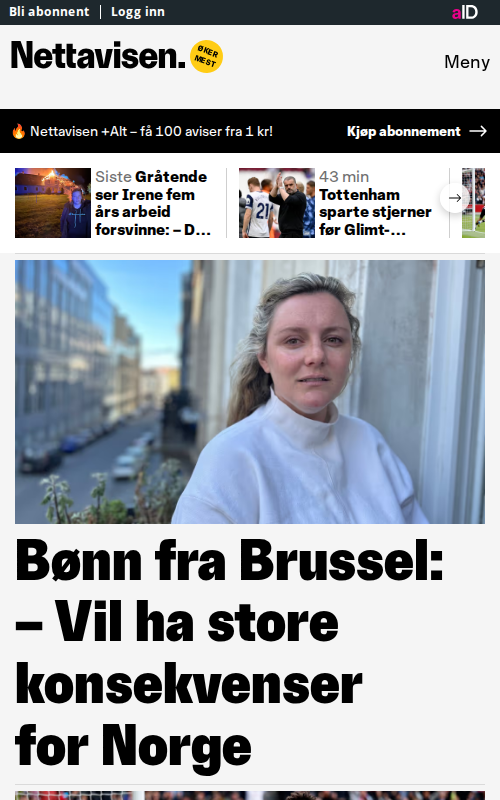 Bli abonnent
Logg inn
aID
Nettavisen.
ØKER
MEST
Meny
🔥 Nettavisen +Alt – få 100 aviser fra 1 kr!
Kjøp abonnement
Siste Gråtende
ser Irene fem
års arbeid
forsvinne: – D...
43 min
Tottenham
sparte stjerner
før Glimt-...
21
Bønn fra Brussel:
– Vil ha store
konsekvenser
for Norge